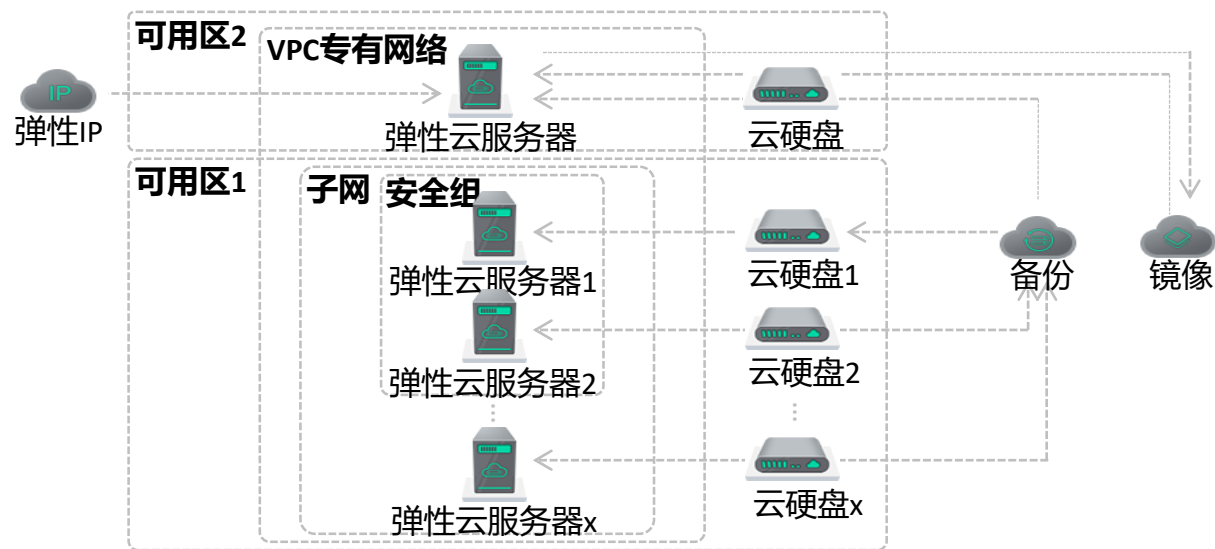 可用区2
VPC专有网络
IP
弹性IP
弹性云服务器
云硬盘
可用区1
子网
安全组
弹性云服务器1
云硬盘1
备份
镜像
弹性云服务器2
云硬盘2
弹性云服务器x
云硬盘x